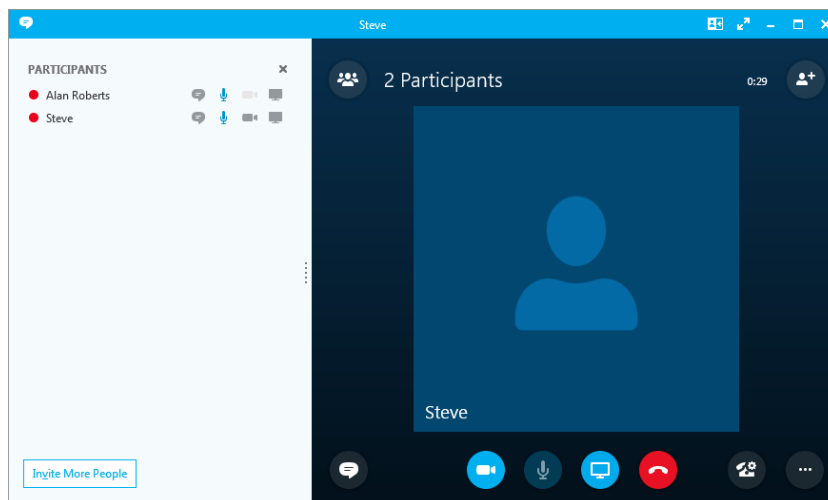 Steve
PARTICIPANTS
Alan Roberts
Steve
2 Participants
0:29
Steve
Invite More People